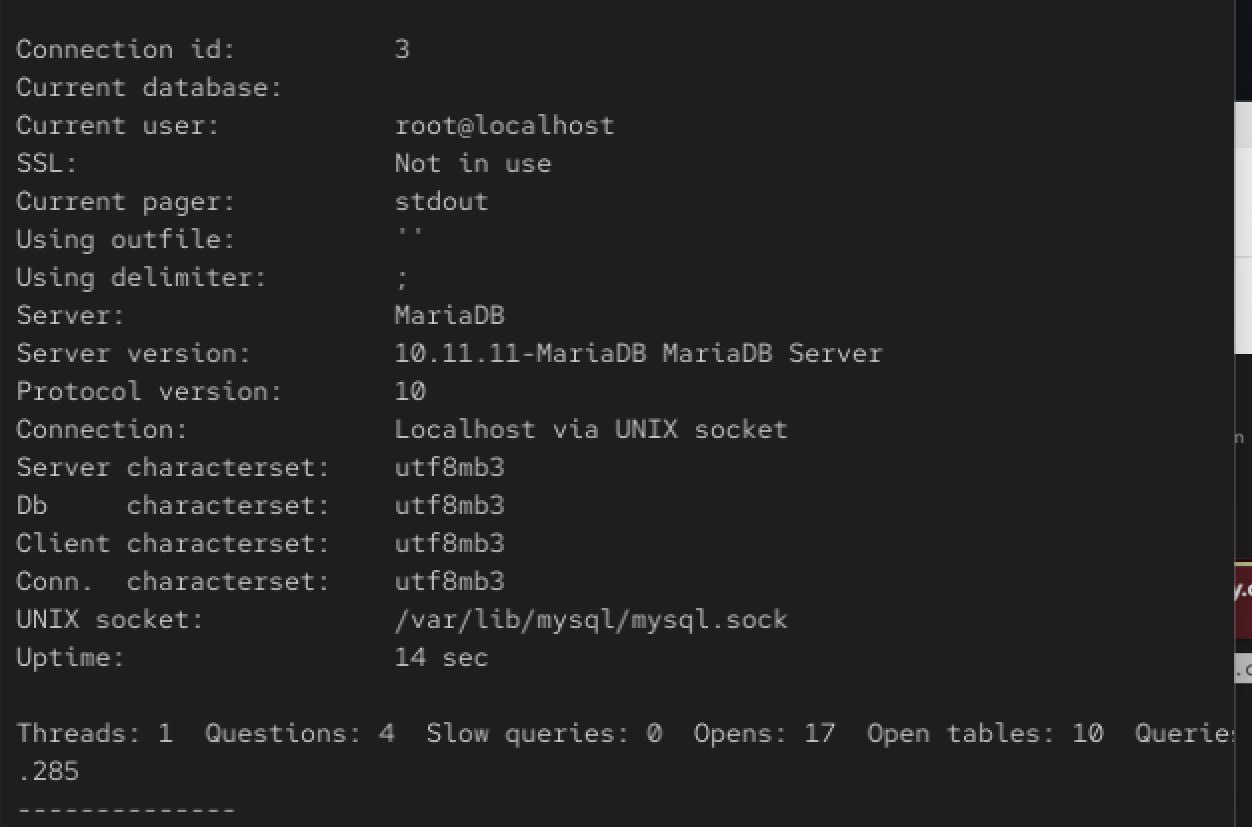 Connection id:		3
Current database:
Current user:		root@localhost
SSL:			Not in use
Current pager:		stdout
Using outfile:		''
Using delimiter:	;
Server:			MariaDB
Server version:		10.11.11-MariaDB MariaDB Server
Protocol version:	10
Connection:		Localhost via UNIX socket
Server characterset:	utf8mb3
Db     characterset:	utf8mb3
Client characterset:	utf8mb3
Conn.  characterset:	utf8mb3
UNIX socket:		/var/lib/mysql/mysql.sock
Uptime:			14 sec

Threads: 1  Questions: 4  Slow queries: 0  Opens: 17  Open tables: 10
.285
--------------